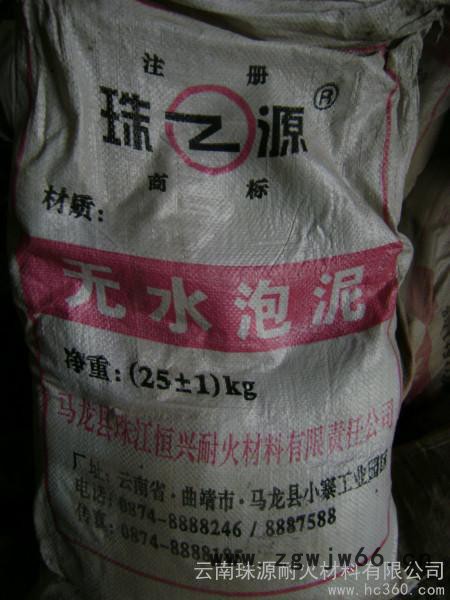 注 册
珠之源®
商 标
材质:
无水泡泥
净重:(25±1)kg
马龙县珠江恒兴耐火材料有限责任公司
厂址:云南省·曲靖市·马龙县小寨工业园区
电话:0874-8888246 / 8887588
传真:0874-8888
www.zgwjw66.cn
云南珠源耐火材料有限公司
www.hc360.com